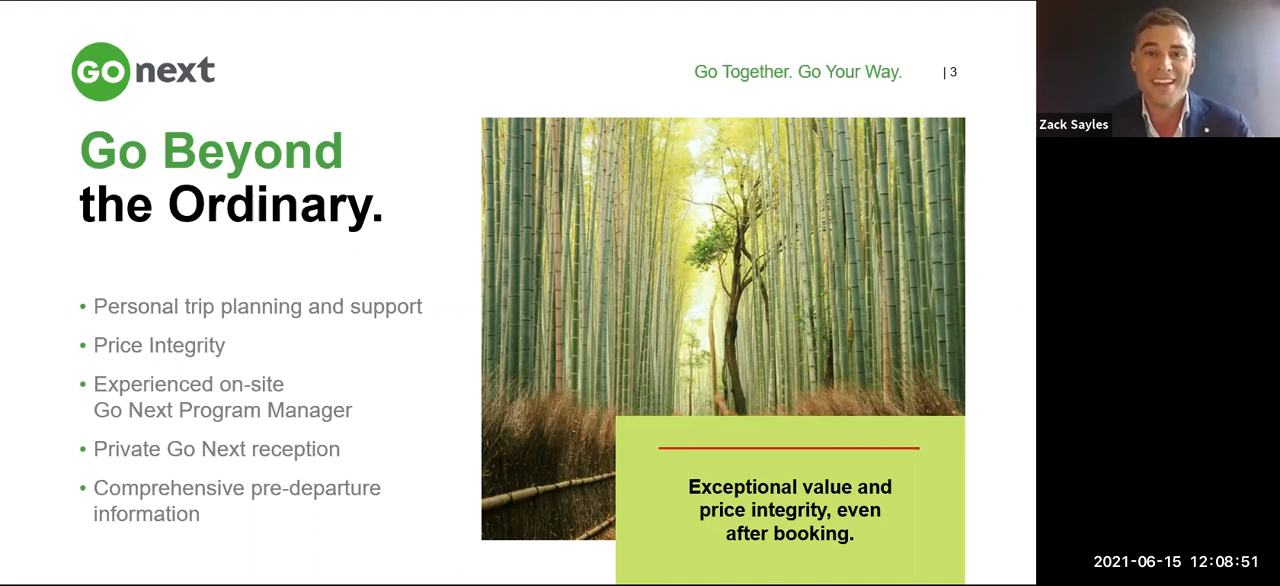 GO next
Go Together. Go Your Way.
| 3
Go Beyond
the Ordinary.
• Personal trip planning and support
• Price Integrity
• Experienced on-site
Go Next Program Manager
• Private Go Next reception
• Comprehensive pre-departure
information
Exceptional value and
price integrity, even
after booking.
Zack Sayles
2021-06-15 12:08:51